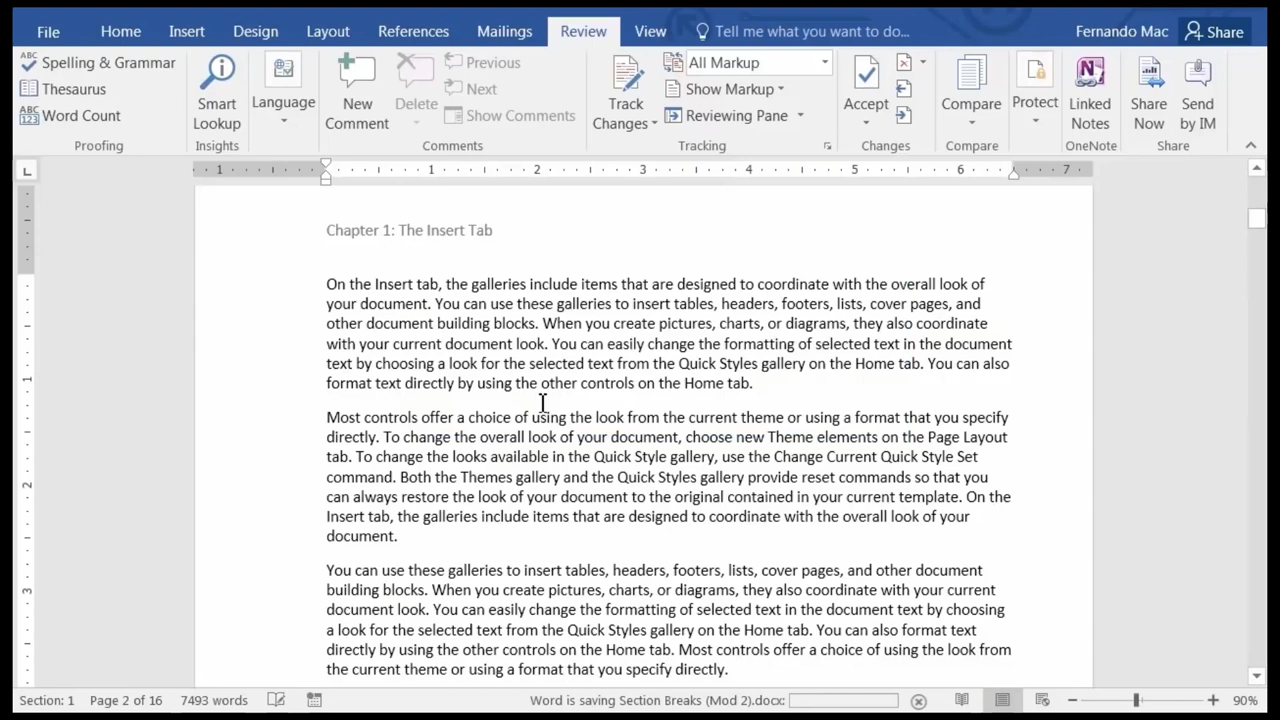 File Home Insert Design Layout References Mailings Review View Tell me what you want to do... Fernando Mac Share
ABC Spelling & Grammar
Thesaurus
ABC 123 Word Count
Proofing
Smart Lookup
Insights
Language
New Comment
Delete
Previous
Next
Show Comments
Comments
Track Changes
All Markup
Show Markup
Reviewing Pane
Tracking
Accept
Changes
Compare
Compare
Protect
Linked Notes
OneNote
Share Now
Send by IM
Share
1 1 2 3 4 5 6 7
Chapter 1: The Insert Tab
On the Insert tab, the galleries include items that are designed to coordinate with the overall look of
your document. You can use these galleries to insert tables, headers, footers, lists, cover pages, and
other document building blocks. When you create pictures, charts, or diagrams, they also coordinate
with your current document look. You can easily change the formatting of selected text in the document
text by choosing a look for the selected text from the Quick Styles gallery on the Home tab. You can also
format text directly by using the other controls on the Home tab.
Most controls offer a choice of using the look from the current theme or using a format that you specify
directly. To change the overall look of your document, choose new Theme elements on the Page Layout
tab. To change the looks available in the Quick Style gallery, use the Change Current Quick Style Set
command. Both the Themes gallery and the Quick Styles gallery provide reset commands so that you
can always restore the look of your document to the original contained in your current template. On the
Insert tab, the galleries include items that are designed to coordinate with the overall look of your
document.
You can use these galleries to insert tables, headers, footers, lists, cover pages, and other document
building blocks. When you create pictures, charts, or diagrams, they also coordinate with your current
document look. You can easily change the formatting of selected text in the document text by choosing
a look for the selected text from the Quick Styles gallery on the Home tab. You can also format text
directly by using the other controls on the Home tab. Most controls offer a choice of using the look from
the current theme or using a format that you specify directly.
1
2
3
Section: 1 Page 2 of 16 7493 words Word is saving Section Breaks (Mod 2).docx: 90%